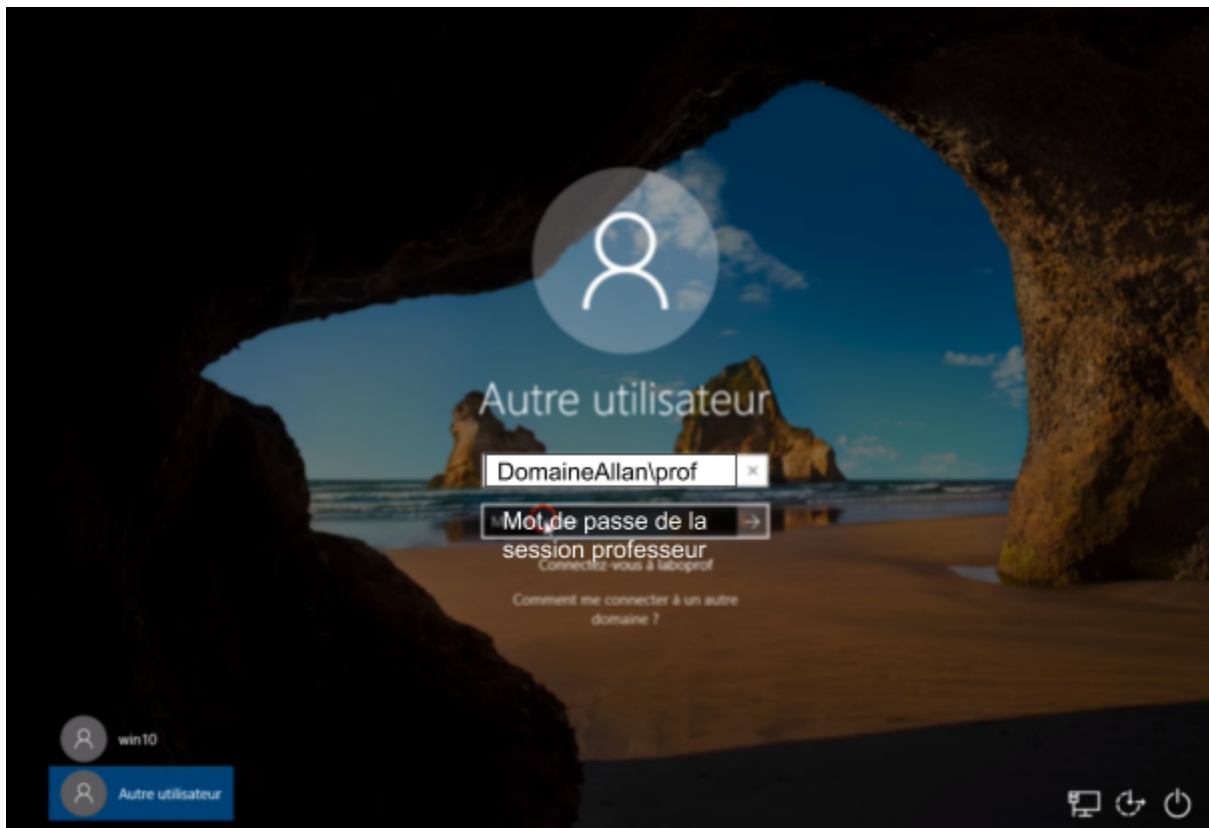 Autre utilisateur
DomaineAllan\prof
Mot de passe de la
session professeur
Connectez-vous à laboprof
Comment me connecter à un autre
domaine ?
win10
Autre utilisateur